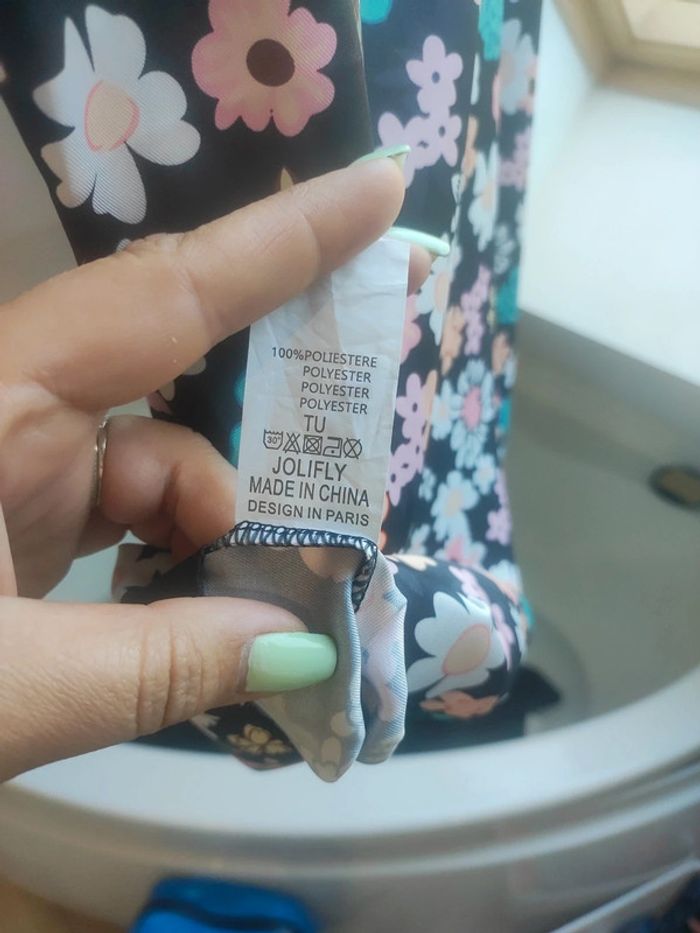 100%POLIESTERE
POLYESTER
POLYESTER
POLYESTER
TU
30°
JOLIFLY
MADE IN CHINA
DESIGN IN PARIS